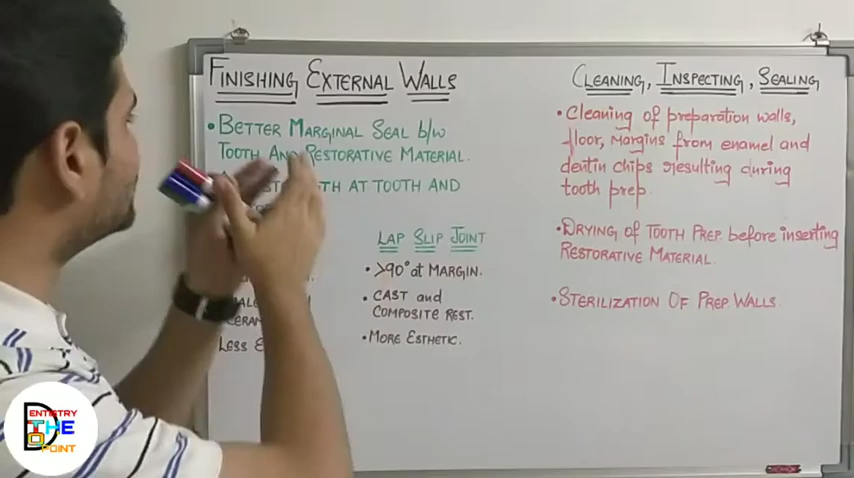 FINISHING EXTERNAL WALLS
• BETTER MARGINAL SEAL b/w
TOOTH AND RESTORATIVE MATERIAL.
AT TOOTH AND
LAP SLIP JOINT
• >90° at MARGIN.
• CAST and
COMPOSITE REST.
• MORE ESTHETIC.
LESS
CLEANING, INSPECTING, SEALING
• Cleaning of preparation walls,
floor, Margins from enamel and
dentin chips resulting during
tooth prep.
• DRYING OF TOOTH PREP. before inserting
RESTORATIVE MATERIAL.
• STERILIZATION OF PREP WALLS.
DENTISTRY
THE
POINT